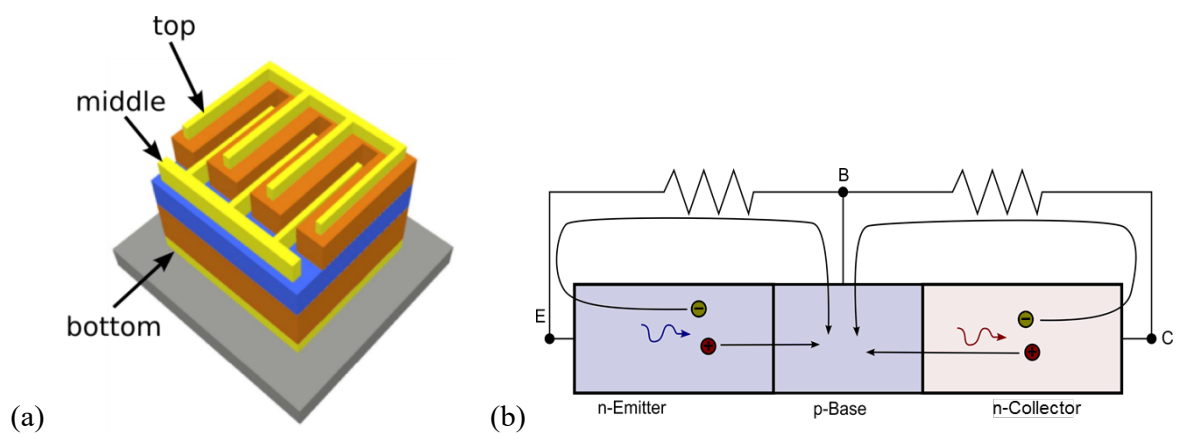 top
middle
bottom
(a)
B
E
C
−
+
−
+
n-Emitter
p-Base
n-Collector
(b)